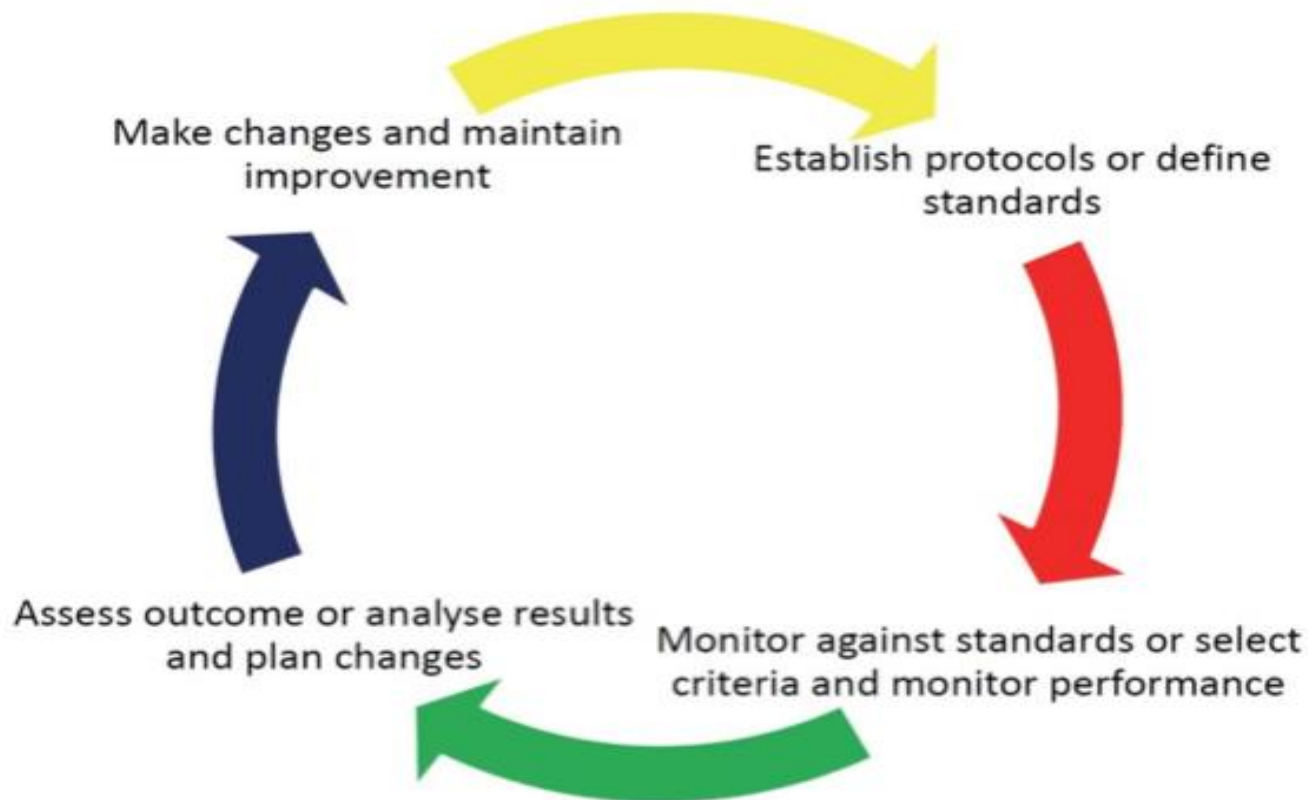 Make changes and maintain
improvement
Establish protocols or define
standards
Assess outcome or analyse results
and plan changes
Monitor against standards or select
criteria and monitor performance